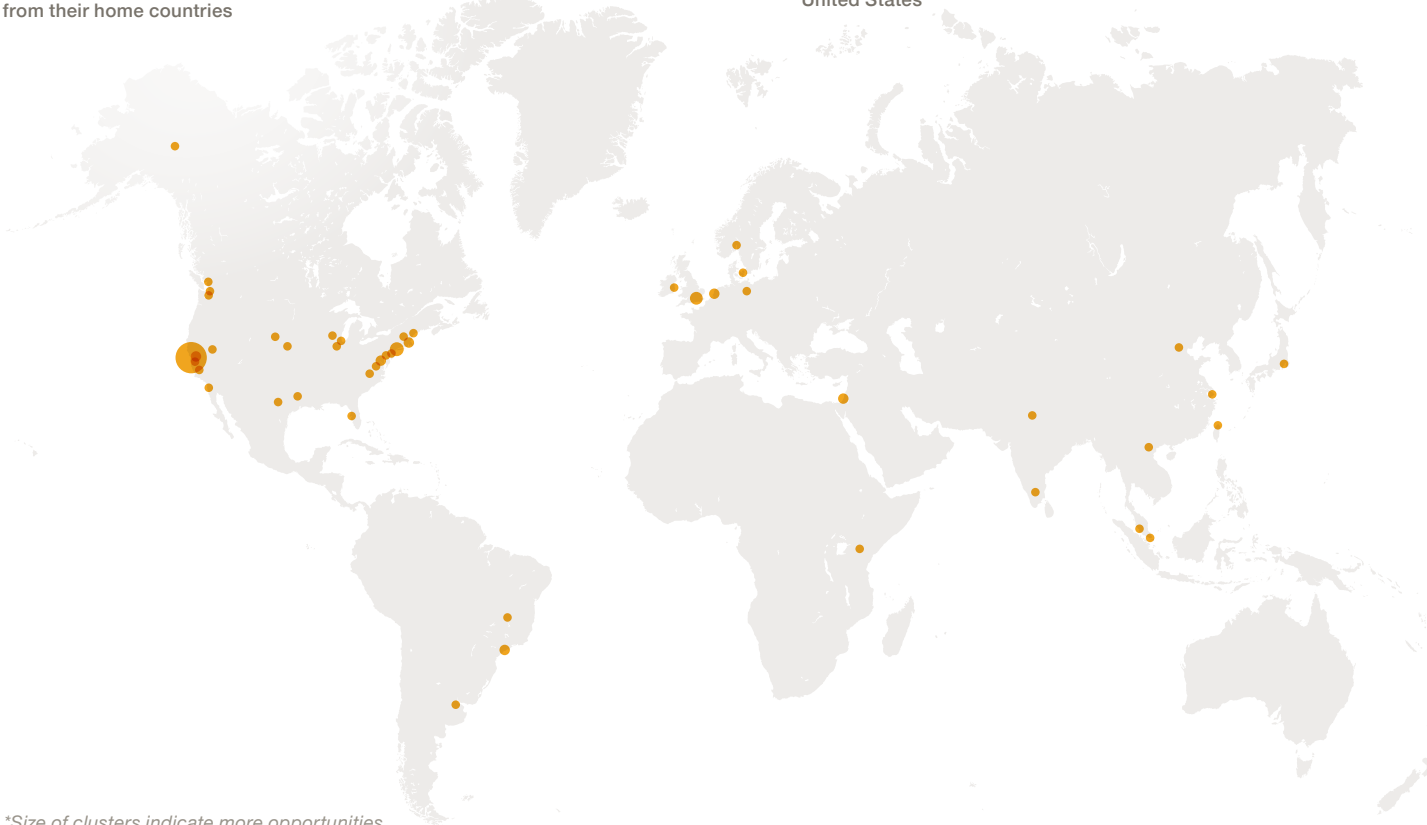 from their home countries
United States
*Size of clusters indicate more opportunities